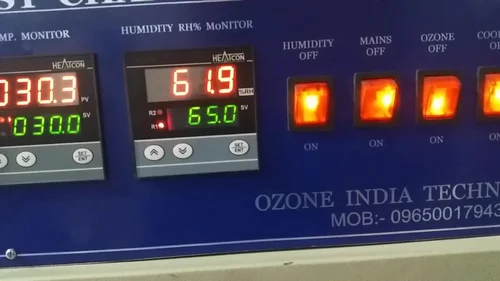 MP. MONITOR
HUMIDITY RH% MoNITOR
HEATCON
HEATCON
030.3
PV
030.0
SV
61.9
%RH
R2
R1
65.0
SV
SET
ENT
SET
ENT
HUMIDITY
OFF
MAINS
OFF
OZONE
OFF
OFF
ON
ON
ON
OZONE INDIA TECHN
MOB:- 0965001794